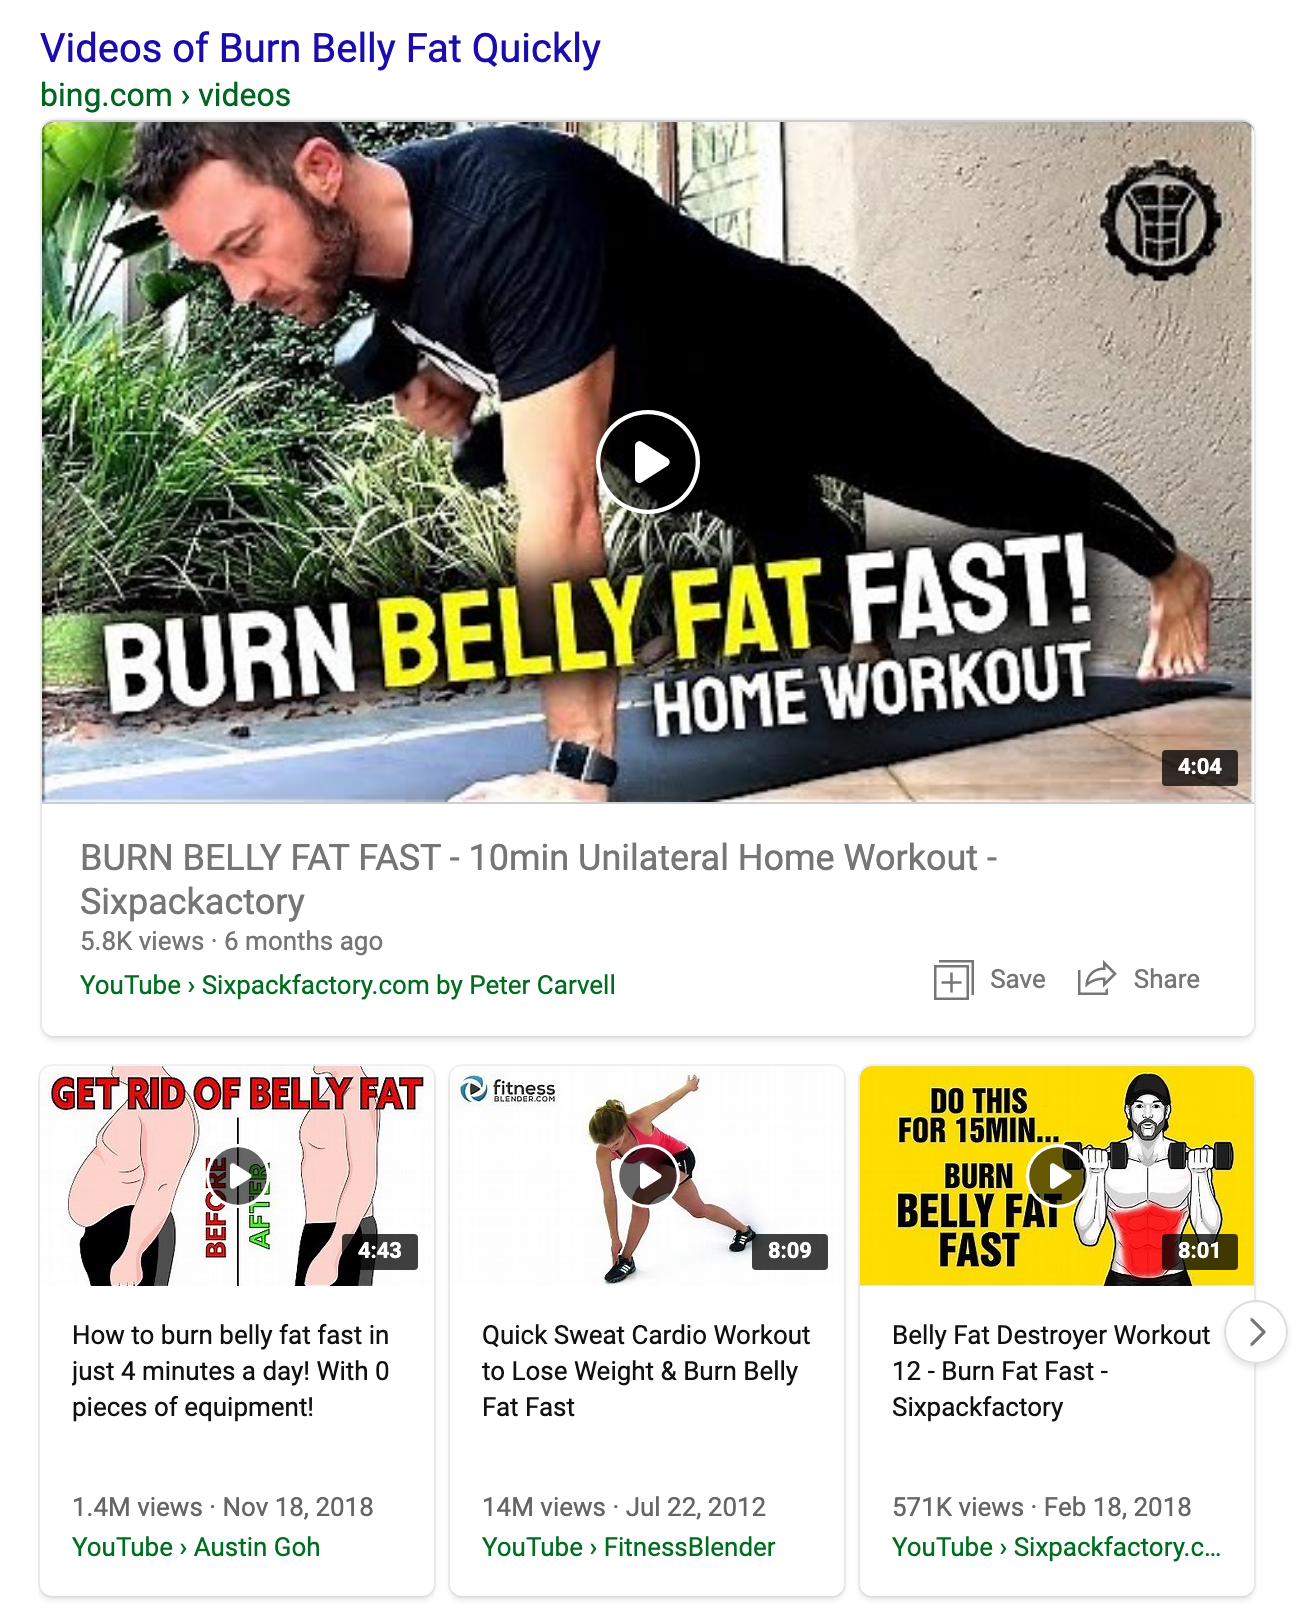 Videos of Burn Belly Fat Quickly
bing.com › videos
BURN BELLY FAT FAST!
HOME WORKOUT
4:04
BURN BELLY FAT FAST - 10min Unilateral Home Workout -
Sixpackactory
5.8K views · 6 months ago
YouTube › Sixpackfactory.com by Peter Carvell
Save
Share
GET RID OF BELLY FAT
BEFORE
AFTER
4:43
How to burn belly fat fast in
just 4 minutes a day! With 0
pieces of equipment!
1.4M views · Nov 18, 2018
YouTube › Austin Goh
fitness
BLENDER.COM
8:09
Quick Sweat Cardio Workout
to Lose Weight & Burn Belly
Fat Fast
14M views · Jul 22, 2012
YouTube › FitnessBlender
DO THIS
FOR 15MIN...
BURN
BELLY FAT
FAST
8:01
Belly Fat Destroyer Workout
12 - Burn Fat Fast -
Sixpackfactory
571K views · Feb 18, 2018
YouTube › Sixpackfactory.c...